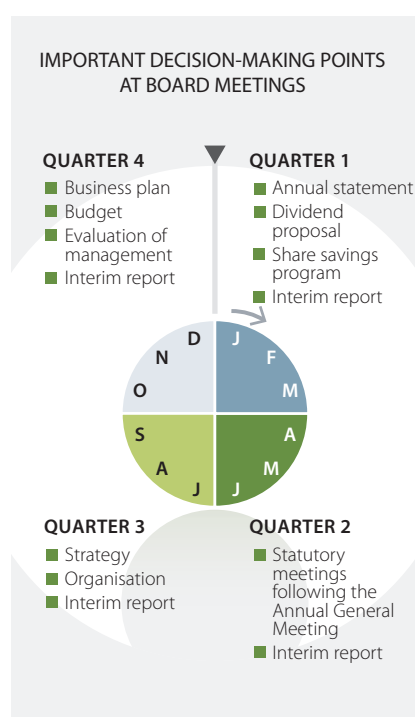 IMPORTANT DECISION-MAKING POINTS
AT BOARD MEETINGS
QUARTER 4
Business plan
Budget
Evaluation of
management
Interim report
QUARTER 1
Annual statement
Dividend
proposal
Share savings
program
Interim report
D
J
N
F
O
M
S
A
A
M
J
J
QUARTER 3
Strategy
Organisation
Interim report
QUARTER 2
Statutory
meetings
following the
Annual General
Meeting
Interim report